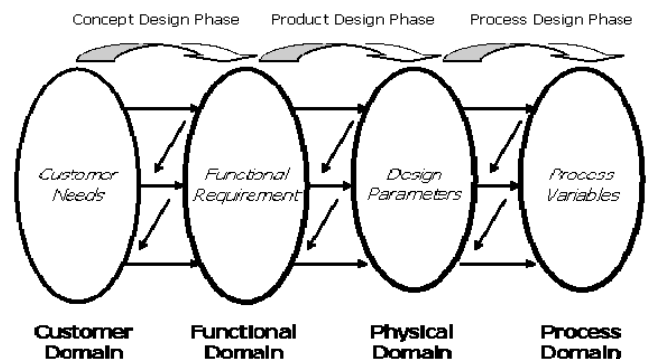 Concept Design Phase Product Design Phase Process Design Phase
Customer Needs
Functional Requirement
Design Parameters
Process Variables
Customer Domain
Functional Domain
Physical Domain
Process Domain